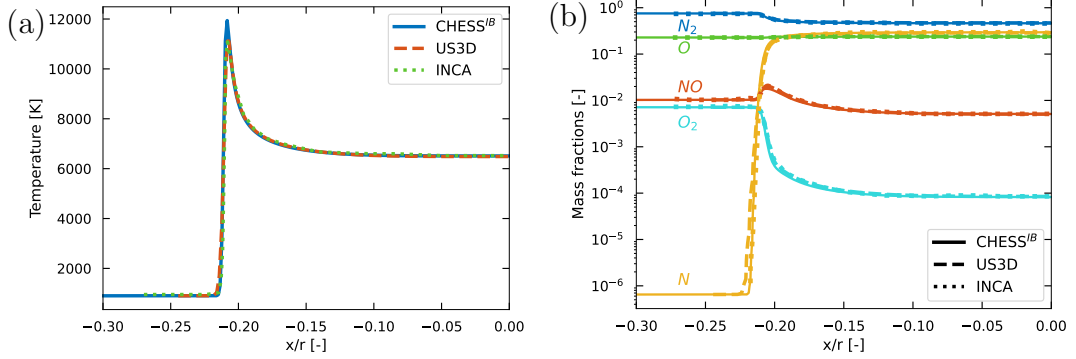 (a)
Temperature [K]
12000
10000
8000
6000
4000
2000
CHESS^IB
US3D
INCA
−0.30 −0.25 −0.20 −0.15 −0.10 −0.05 0.00
x/r [-]
(b)
Mass fractions [-]
10^0
10^−1
10^−2
10^−3
10^−4
10^−5
10^−6
N_2
O
NO
O_2
N
CHESS^IB
US3D
INCA
−0.30 −0.25 −0.20 −0.15 −0.10 −0.05 0.00
x/r [-]